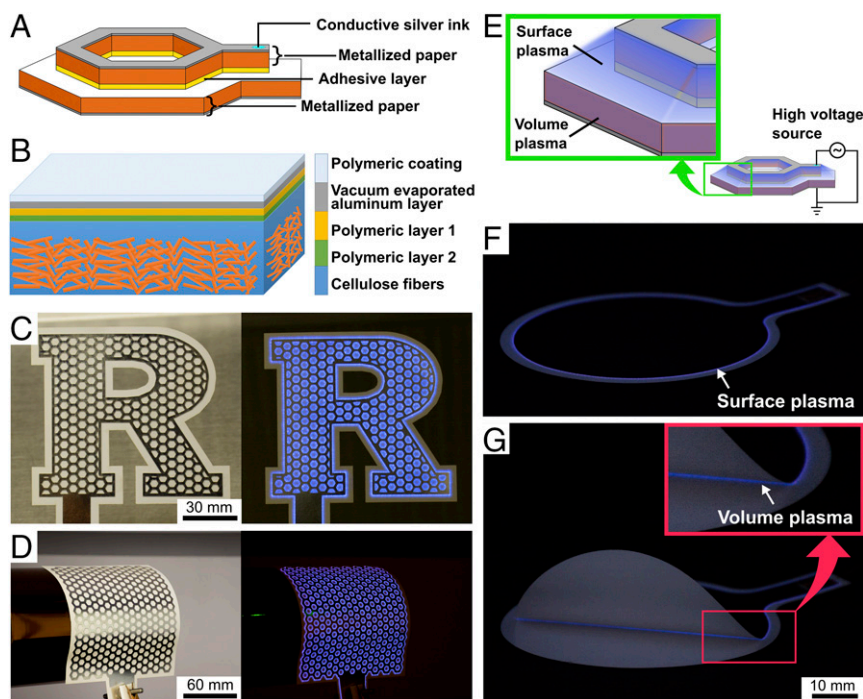 A
Conductive silver ink
Metallized paper
Adhesive layer
Metallized paper
B
Polymeric coating
Vacuum evaporated
aluminum layer
Polymeric layer 1
Polymeric layer 2
Cellulose fibers
C
R
30 mm
D
60 mm
E
Surface
plasma
Volume
plasma
High voltage
source
~
F
Surface plasma
G
Volume plasma
10 mm